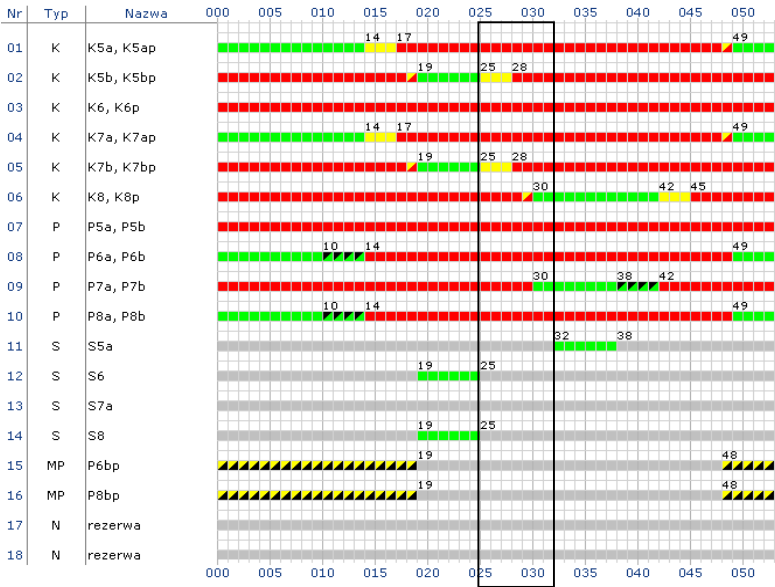 Nr Typ Nazwa 000 005 010 015 020 025 030 035 040 045 050
14 17 49
01 K K5a, K5ap
19 25 28
02 K K5b, K5bp
03 K K6, K6p
14 17 49
04 K K7a, K7ap
19 25 28
05 K K7b, K7bp
30 42 45
06 K K8, K8p
07 P P5a, P5b
10 14 49
08 P P6a, P6b
30 38 42
09 P P7a, P7b
10 14 49
10 P P8a, P8b
32 38
11 S S5a
19 25
12 S S6
13 S S7a
19 25
14 S S8
19 48
15 MP P6bp
19 48
16 MP P8bp
17 N rezerwa
18 N rezerwa
000 005 010 015 020 025 030 035 040 045 050